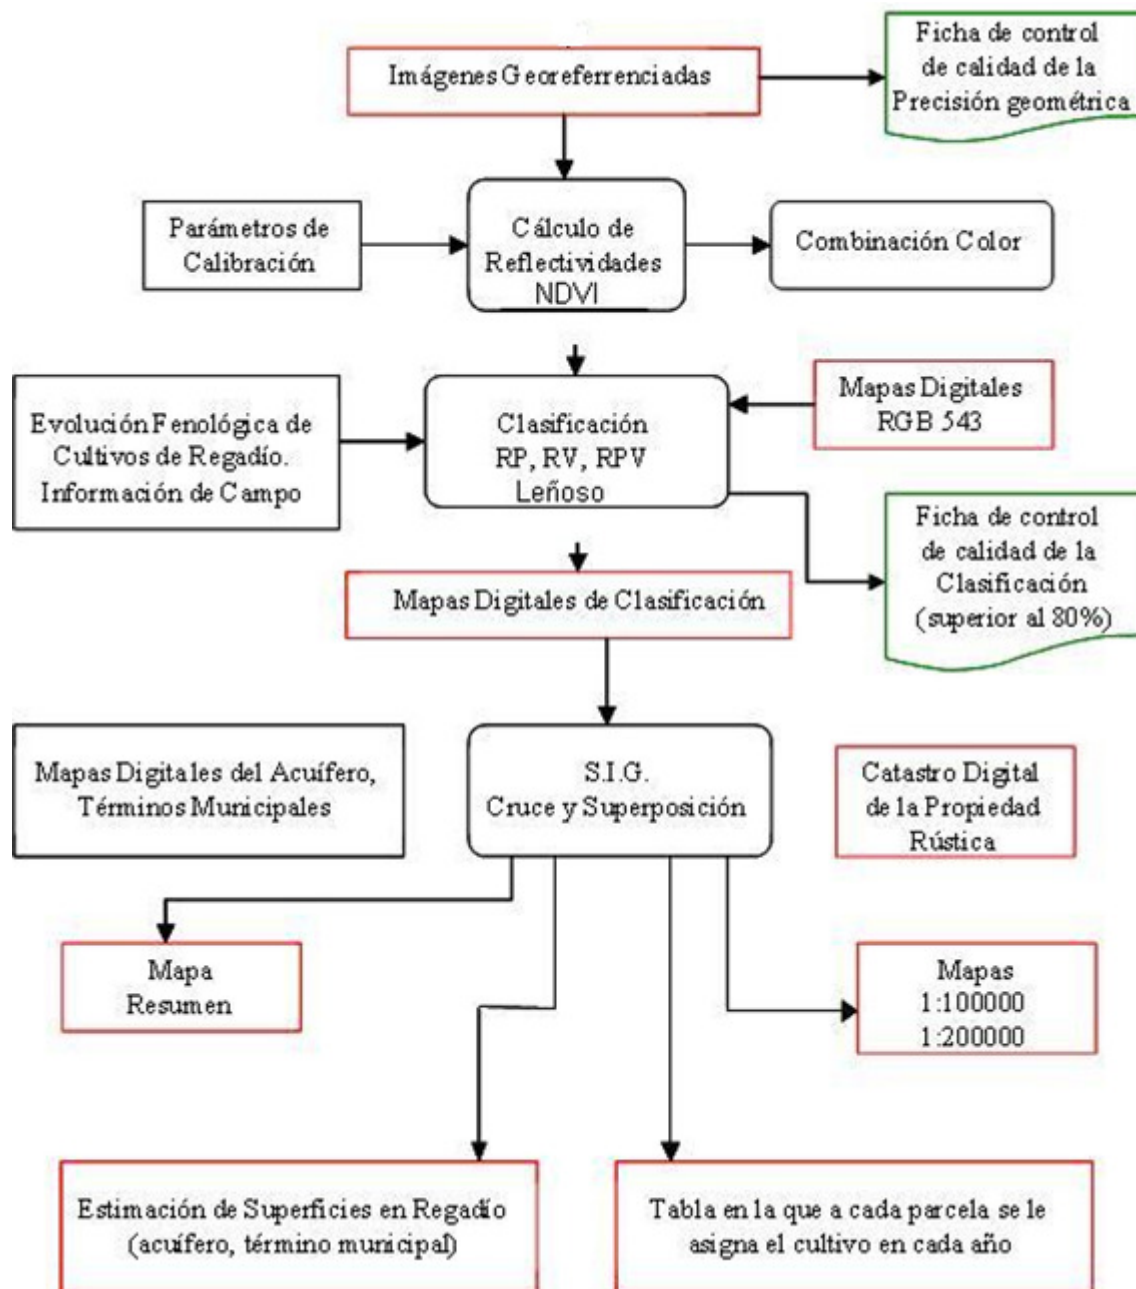 Imágenes Georeferrenciadas
Ficha de control
de calidad de la
Precisión geométrica
Parámetros de
Calibración
Cálculo de
Reflectividades
NDVI
Combinación Color
Evolución Fenológica de
Cultivos de Regadío.
Información de Campo
Clasificación
RP, RV, RPV
Leñoso
Mapas Digitales
RGB 543
Ficha de control
de calidad de la
Clasificación
(superior al 80%)
Mapas Digitales de Clasificación
Mapas Digitales del Acuífero,
Términos Municipales
S.I.G.
Cruce y Superposición
Catastro Digital
de la Propiedad
Rústica
Mapa
Resumen
Mapas
1:100000
1:200000
Estimación de Superficies en Regadío
(acuífero, término municipal)
Tabla en la que a cada parcela se le
asigna el cultivo en cada año